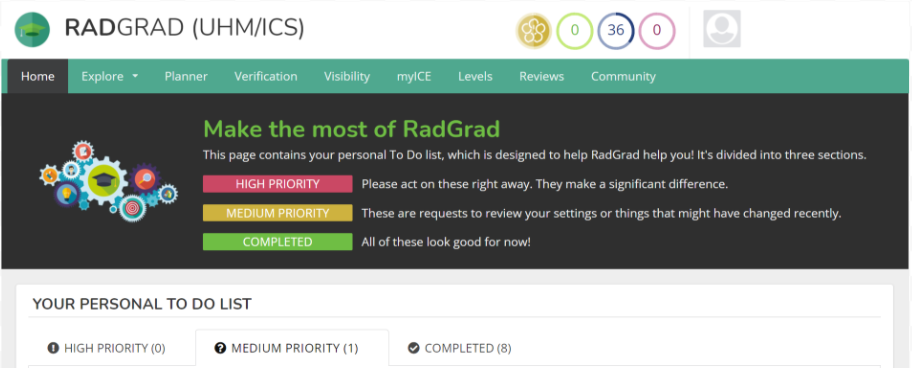 RADGRAD (UHM/ICS)
0 36 0
Home Explore Planner Verification Visibility myICE Levels Reviews Community
Make the most of RadGrad
This page contains your personal To Do list, which is designed to help RadGrad help you! It's divided into three sections.
HIGH PRIORITY Please act on these right away. They make a significant difference.
MEDIUM PRIORITY These are requests to review your settings or things that might have changed recently.
COMPLETED All of these look good for now!
YOUR PERSONAL TO DO LIST
HIGH PRIORITY (0) MEDIUM PRIORITY (1) COMPLETED (8)